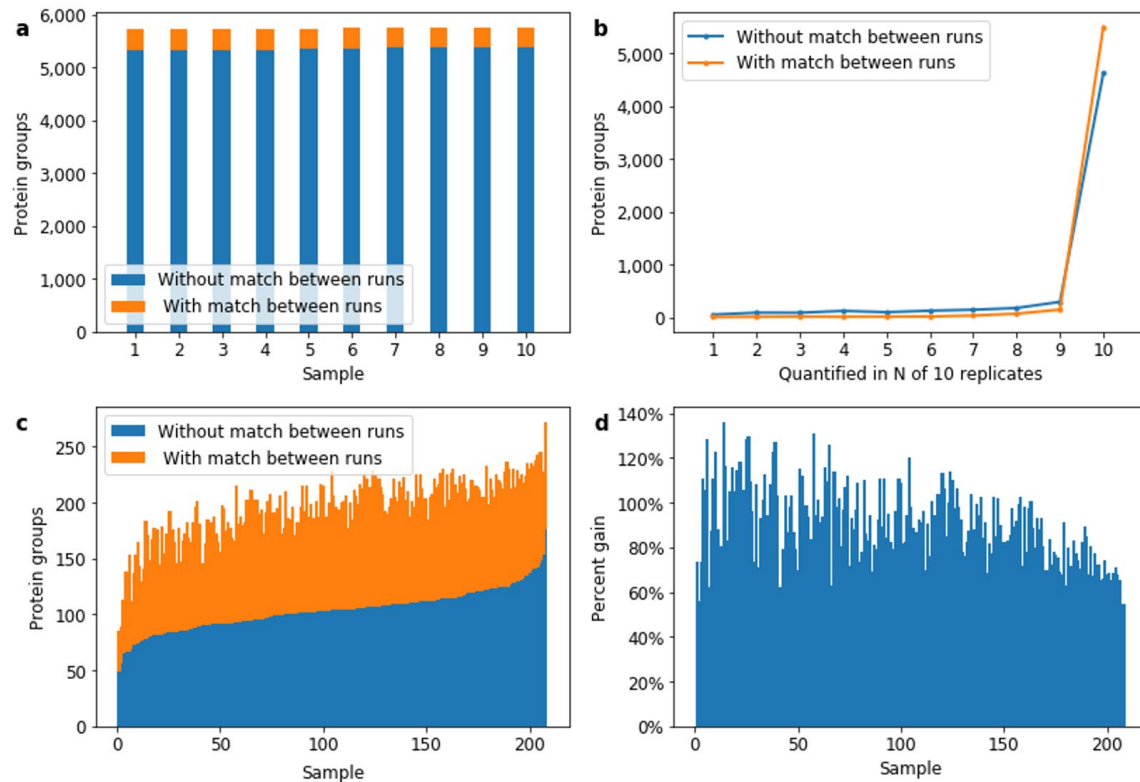 a
6,000
5,000
4,000
3,000
2,000
1,000
0
Protein groups
Without match between runs
With match between runs
1 2 3 4 5 6 7 8 9 10
Sample
b
Without match between runs
With match between runs
5,000
4,000
3,000
2,000
1,000
0
Protein groups
1 2 3 4 5 6 7 8 9 10
Quantified in N of 10 replicates
c
Without match between runs
With match between runs
250
200
150
100
50
0
Protein groups
0 50 100 150 200
Sample
d
140%
120%
100%
80%
60%
40%
20%
0%
Percent gain
0 50 100 150 200
Sample